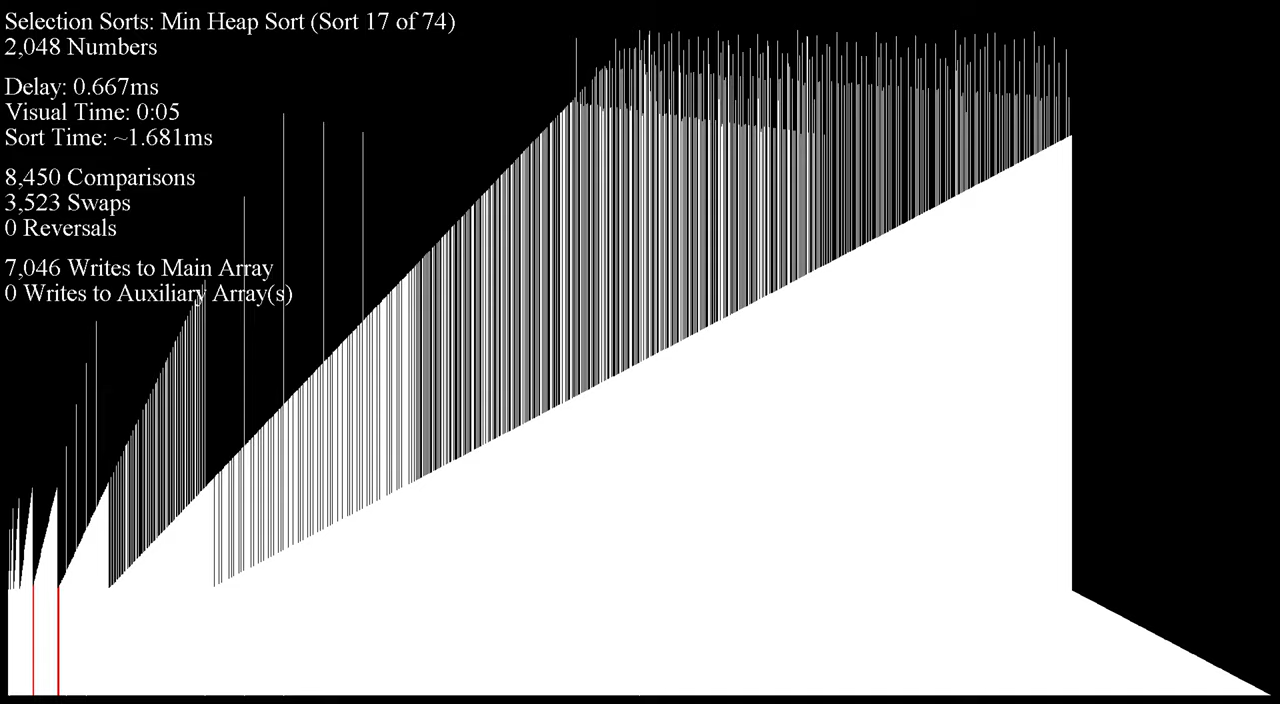 Selection Sorts: Min Heap Sort (Sort 17 of 74)
2,048 Numbers
Delay: 0.667ms
Visual Time: 0:05
Sort Time: ~1.681ms
8,450 Comparisons
3,523 Swaps
0 Reversals
7,046 Writes to Main Array
0 Writes to Auxiliary Array(s)